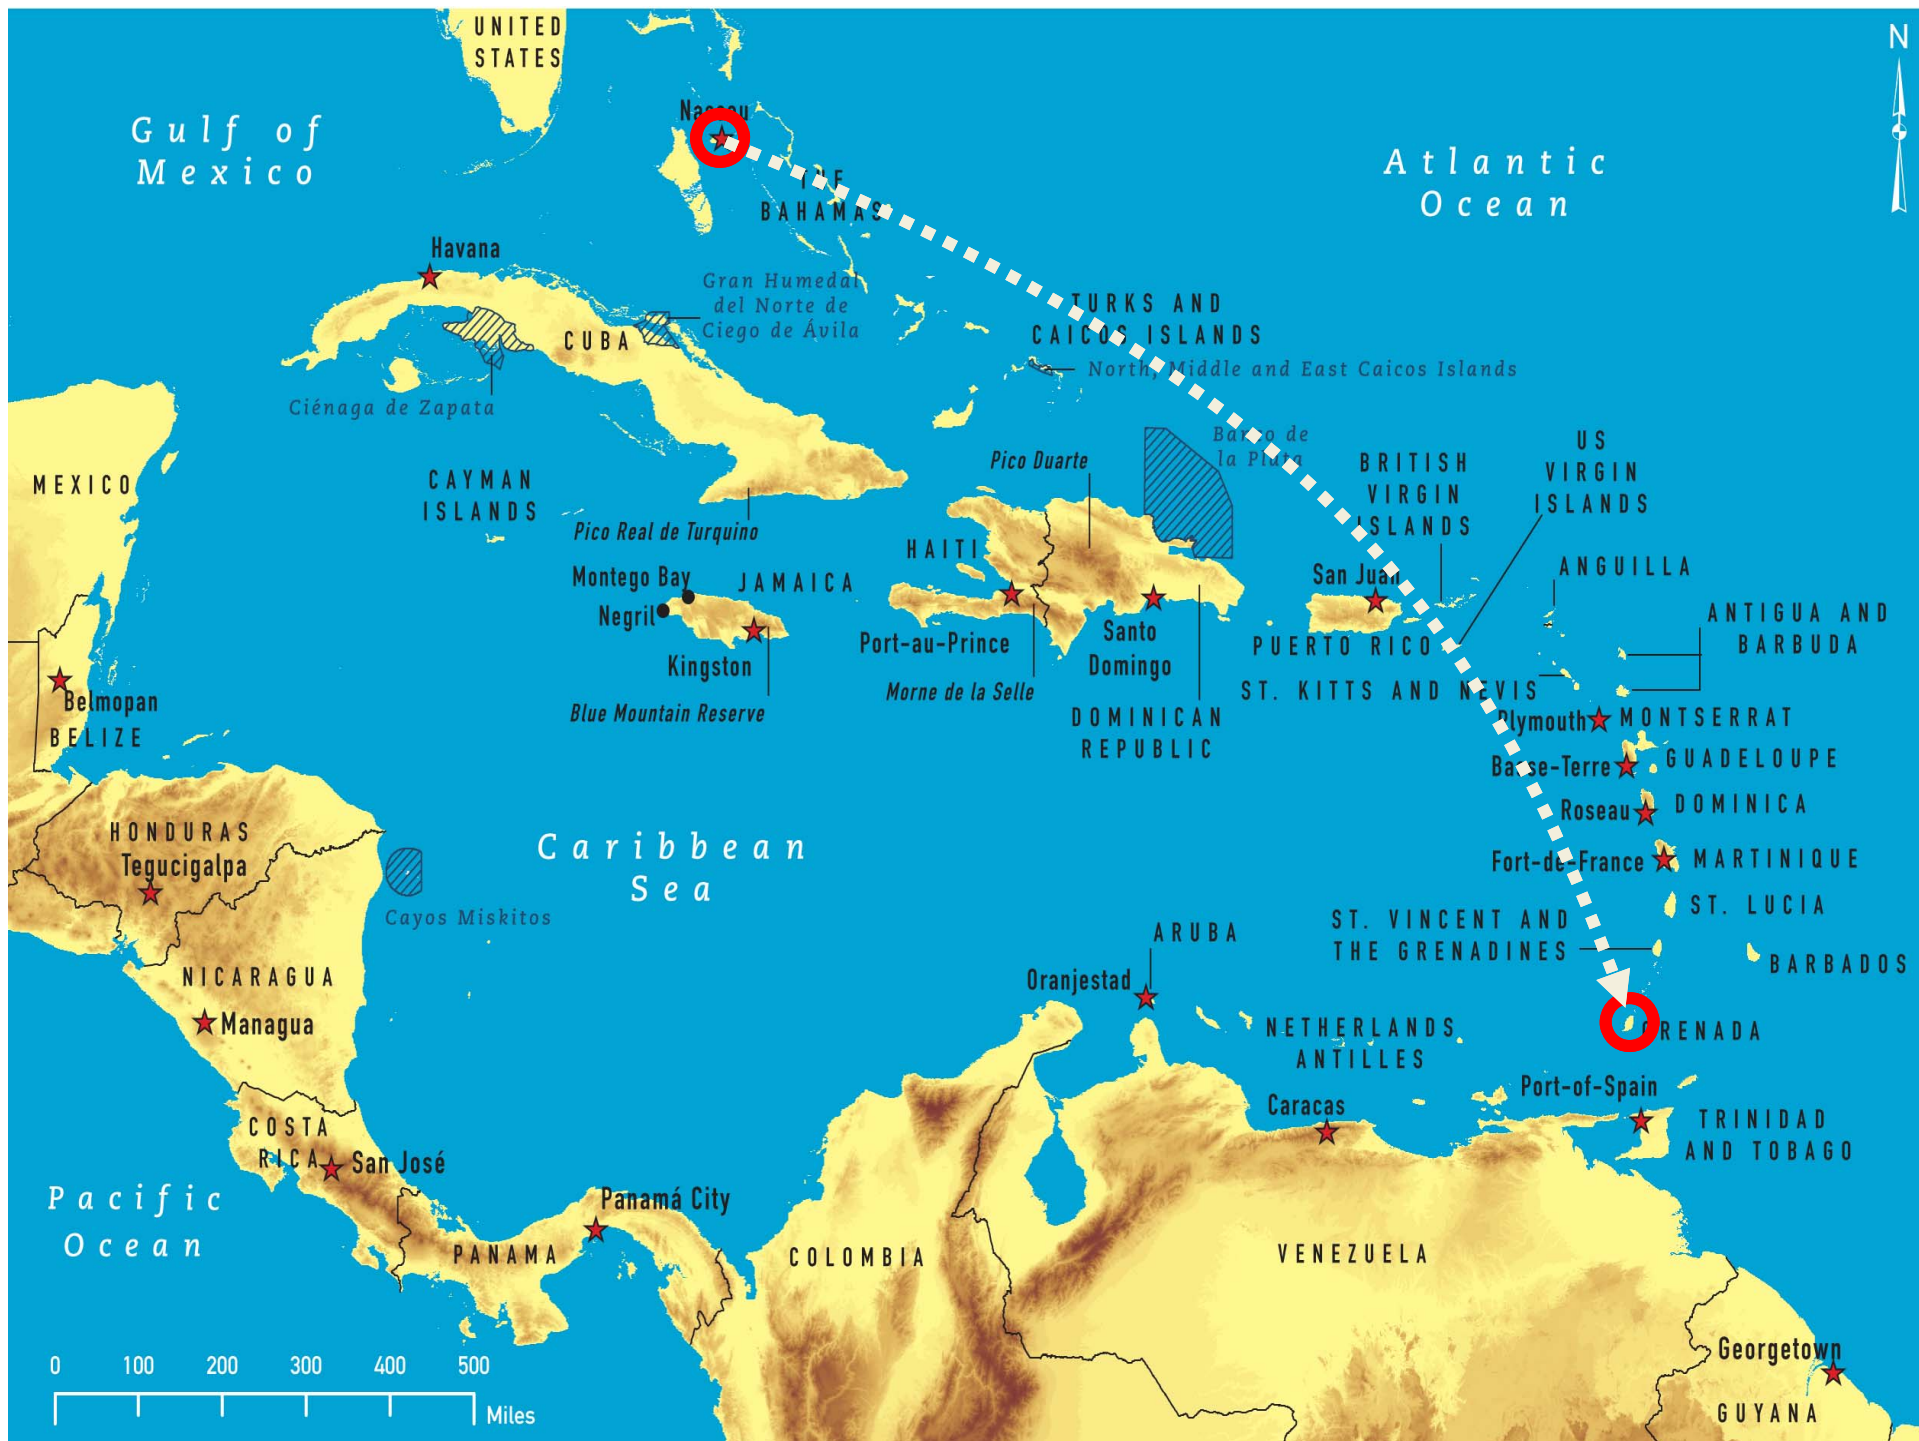 UNITED
STATES
N
Gulf of
Mexico
Nassau
Atlantic
Ocean
THE
BAHAMAS
Havana
Gran Humedal
del Norte de
Ciego de Ávila
CUBA
TURKS AND
CAICOS ISLANDS
North, Middle and East Caicos Islands
Ciénaga de Zapata
Banco de
la Plata
US
VIRGIN
ISLANDS
BRITISH
VIRGIN
ISLANDS
MEXICO
CAYMAN
ISLANDS
Pico Duarte
Pico Real de Turquino
HAITI
Montego Bay
JAMAICA
Negril
San Juan
ANGUILLA
ANTIGUA AND
BARBUDA
Port-au-Prince
Santo
Domingo
PUERTO RICO
Kingston
Morne de la Selle
ST. KITTS AND NEVIS
Blue Mountain Reserve
DOMINICAN
REPUBLIC
Plymouth
MONTSERRAT
Belmopan
BELIZE
Basse-Terre
GUADELOUPE
Roseau
DOMINICA
HONDURAS
Tegucigalpa
Caribbean
Sea
Fort-de-France
MARTINIQUE
Cayos Miskitos
ST. LUCIA
ST. VINCENT AND
THE GRENADINES
ARUBA
BARBADOS
Oranjestad
NICARAGUA
Managua
NETHERLANDS
ANTILLES
GRENADA
Port-of-Spain
Caracas
TRINIDAD
AND TOBAGO
COSTA
RICA
San José
Pacific
Ocean
Panamá City
PANAMA
COLOMBIA
VENEZUELA
Georgetown
GUYANA
0 100 200 300 400 500
Miles